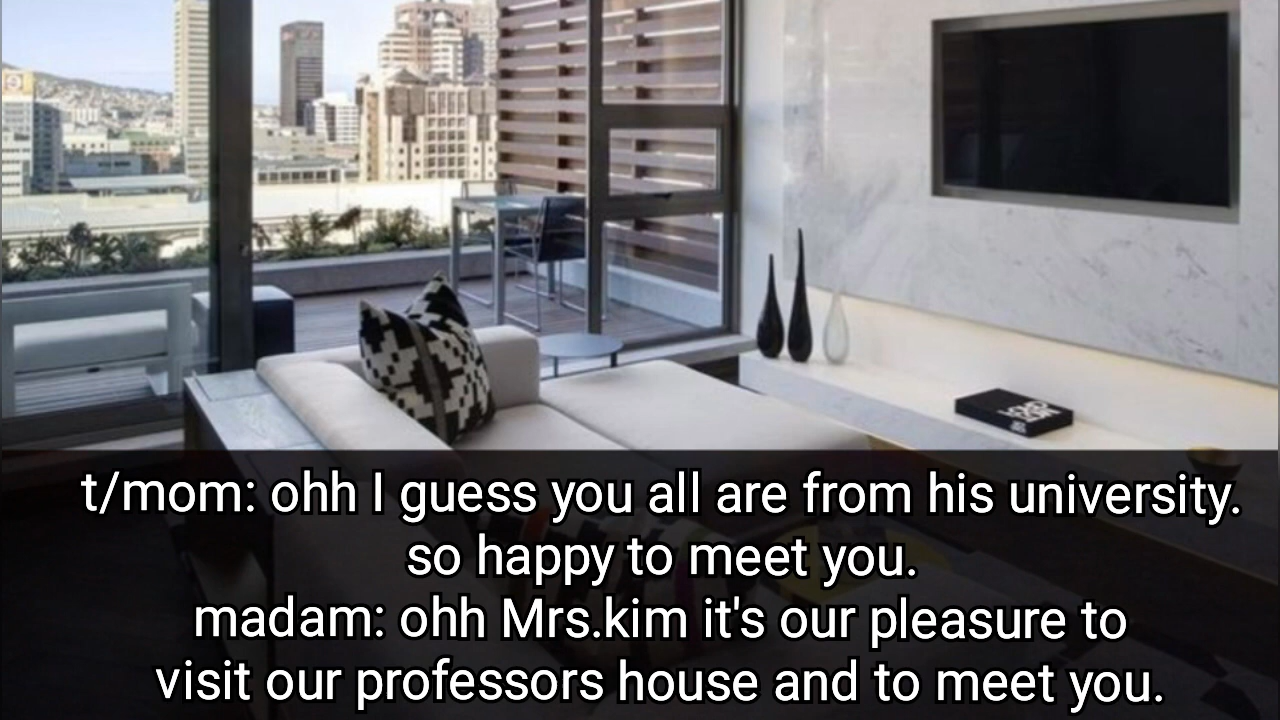 t/mom: ohh I guess you all are from his university.
so happy to meet you.
madam: ohh Mrs.kim it's our pleasure to
visit our professors house and to meet you.